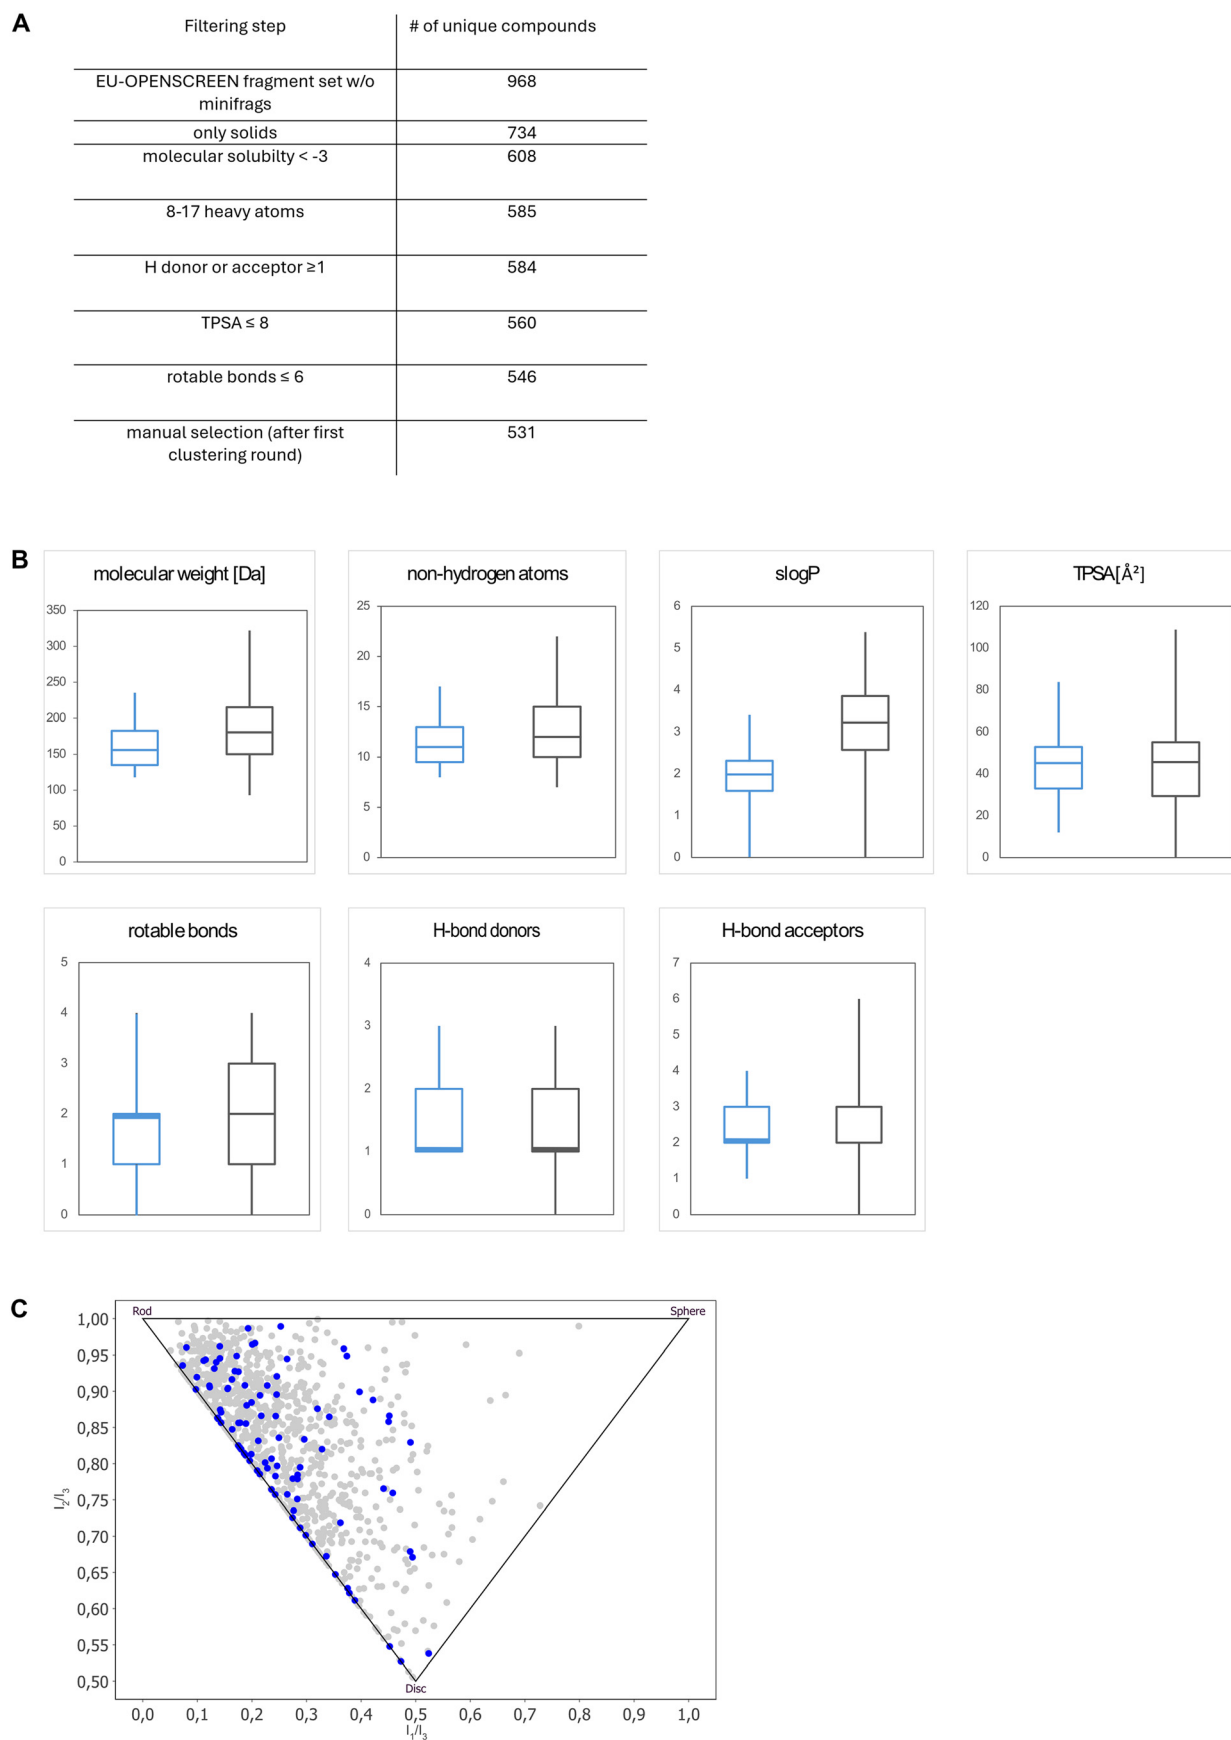 A
Filtering step # of unique compounds
EU-OPENSCREEN fragment set w/o 968
minifrags
only solids 734
molecular solubilty < -3 608
8-17 heavy atoms 585
H donor or acceptor ≥1 584
TPSA ≤ 8 560
rotable bonds ≤ 6 546
manual selection (after first 531
clustering round)
B
molecular weight [Da] non-hydrogen atoms slogP TPSA[Å²]
350 25 6 120
300 20 5 100
250 15 4 80
200 10 3 60
150 5 2 40
100 0 1 20
50 0 0
0
rotable bonds H-bond donors H-bond acceptors
5 4 7
4 3 6
3 2 5
2 1 4
1 0 3
0 2
1
0
C
Rod Sphere
1,00
0,95
0,90
0,85
0,80
0,75
0,70
0,65
0,60
0,55
0,50
I2/I3
Disc
0,0 0,1 0,2 0,3 0,4 0,5 0,6 0,7 0,8 0,9 1,0
I1/I3